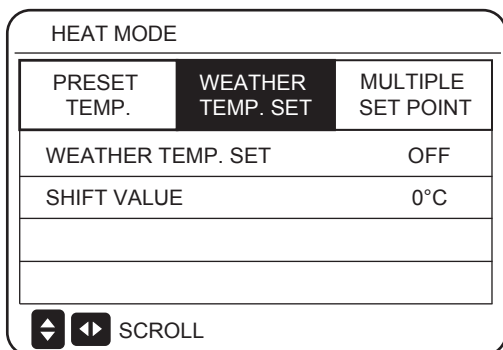 HEAT MODE
PRESET TEMP.
WEATHER TEMP. SET
MULTIPLE SET POINT
WEATHER TEMP. SET OFF
SHIFT VALUE 0°C
SCROLL